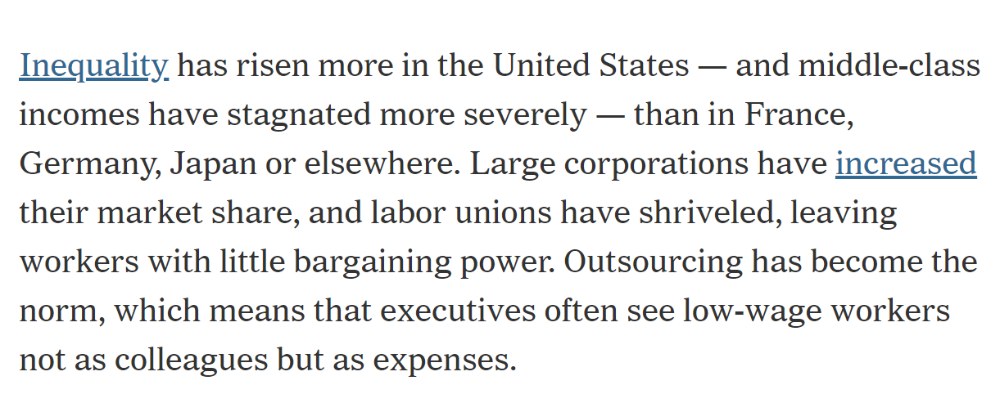 Inequality has risen more in the United States — and middle-class
incomes have stagnated more severely — than in France,
Germany, Japan or elsewhere. Large corporations have increased
their market share, and labor unions have shriveled, leaving
workers with little bargaining power. Outsourcing has become the
norm, which means that executives often see low-wage workers
not as colleagues but as expenses.